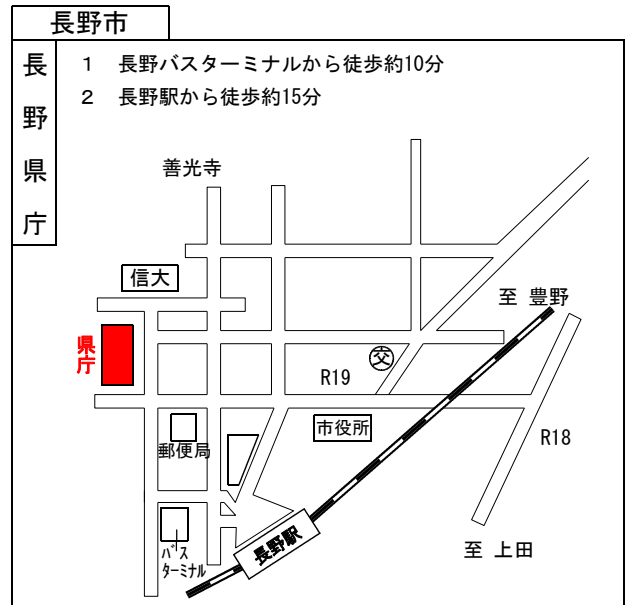 長野市
長野県庁
1 長野バスターミナルから徒歩約10分
2 長野駅から徒歩約15分
善光寺
信大
至 豊野
県庁
交
R19
市役所
郵便局
R18
長野駅
至 上田
バス
ターミナル